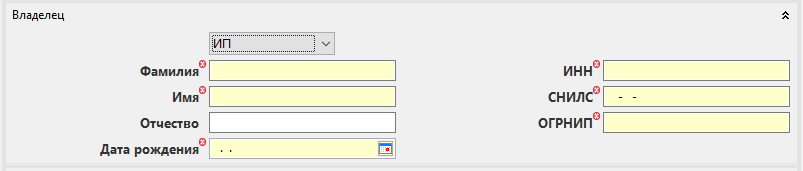 Владелец
ИП
Фамилия
ИНН
Имя
СНИЛС - -
Отчество
ОГРНИП
Дата рождения . .